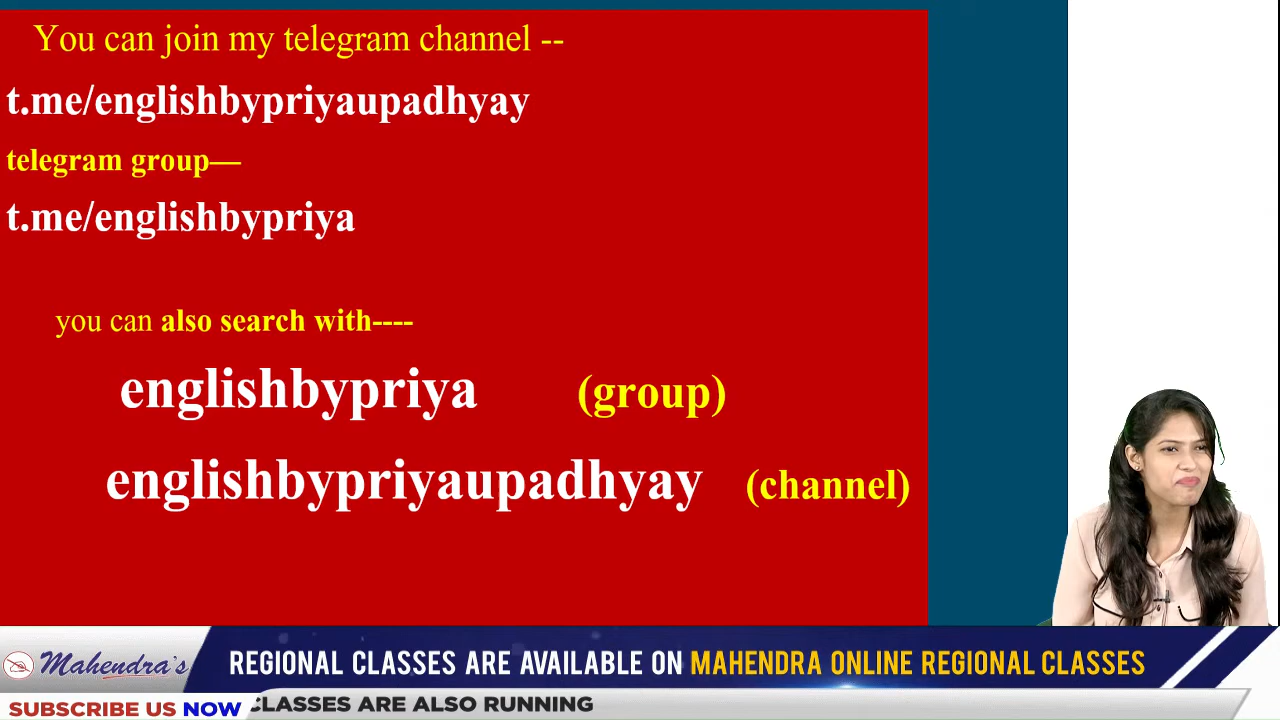 You can join my telegram channel --
t.me/englishbypriyaupadhyay
telegram group—
t.me/englishbypriya
you can also search with----
englishbypriya (group)
englishbypriyaupadhyay (channel)
Mahendra's
REGIONAL CLASSES ARE AVAILABLE ON MAHENDRA ONLINE REGIONAL CLASSES
SUBSCRIBE US NOW
CLASSES ARE ALSO RUNNING